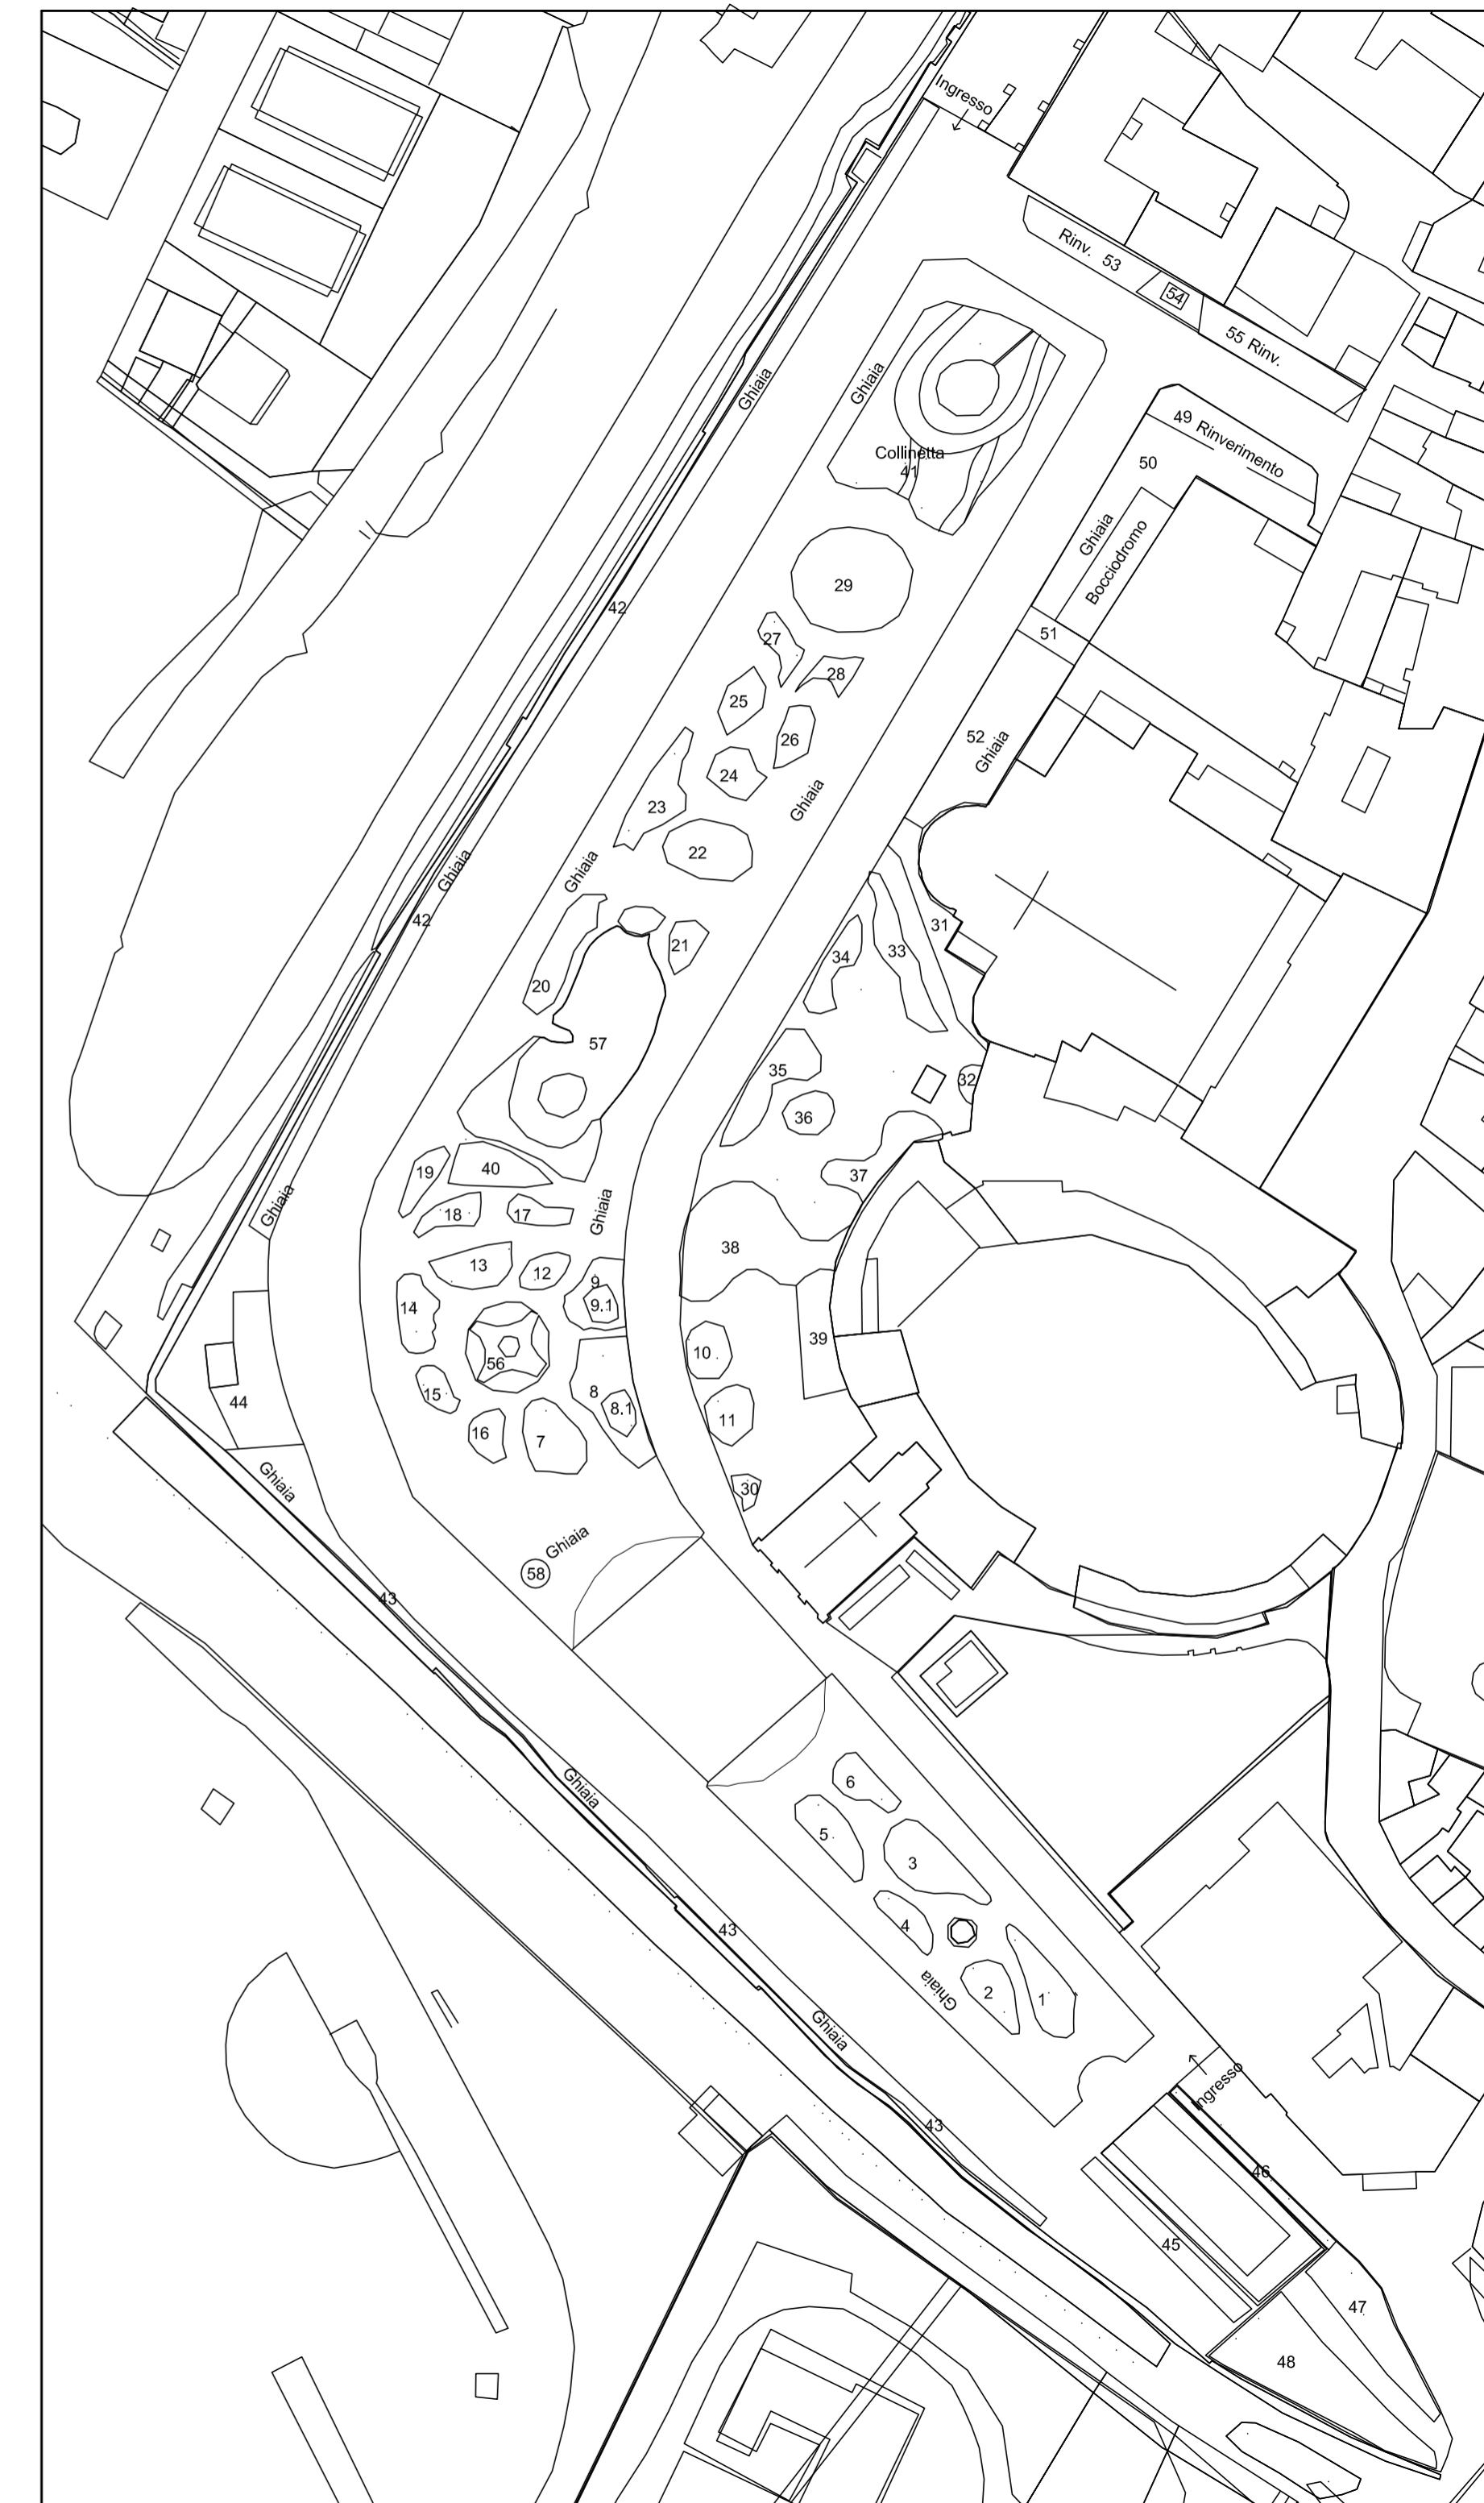 Ingresso
Rinv. 53
54
55 Rinv.
Ghiaia
Ghiaia
49 Rinverimento
Collinetta
41
50
Ghiaia
Bocciodromo
29
42
51
27
28
25
26
52
Ghiaia
24
23
Ghiaia
22
Ghiaia
Ghiaia
42
31
21
34
33
20
57
35
32
36
19
40
37
Ghiaia
18
17
Ghiaia
38
13
12
9
9.1
14
39
10
56
15
8
8.1
44
11
16
7
Ghiaia
30
Ghiaia
58
43
6
Ghiaia
5
3
4
43
Ghiaia
2
1
Ghiaia
Ingresso
43
46
45
47
48